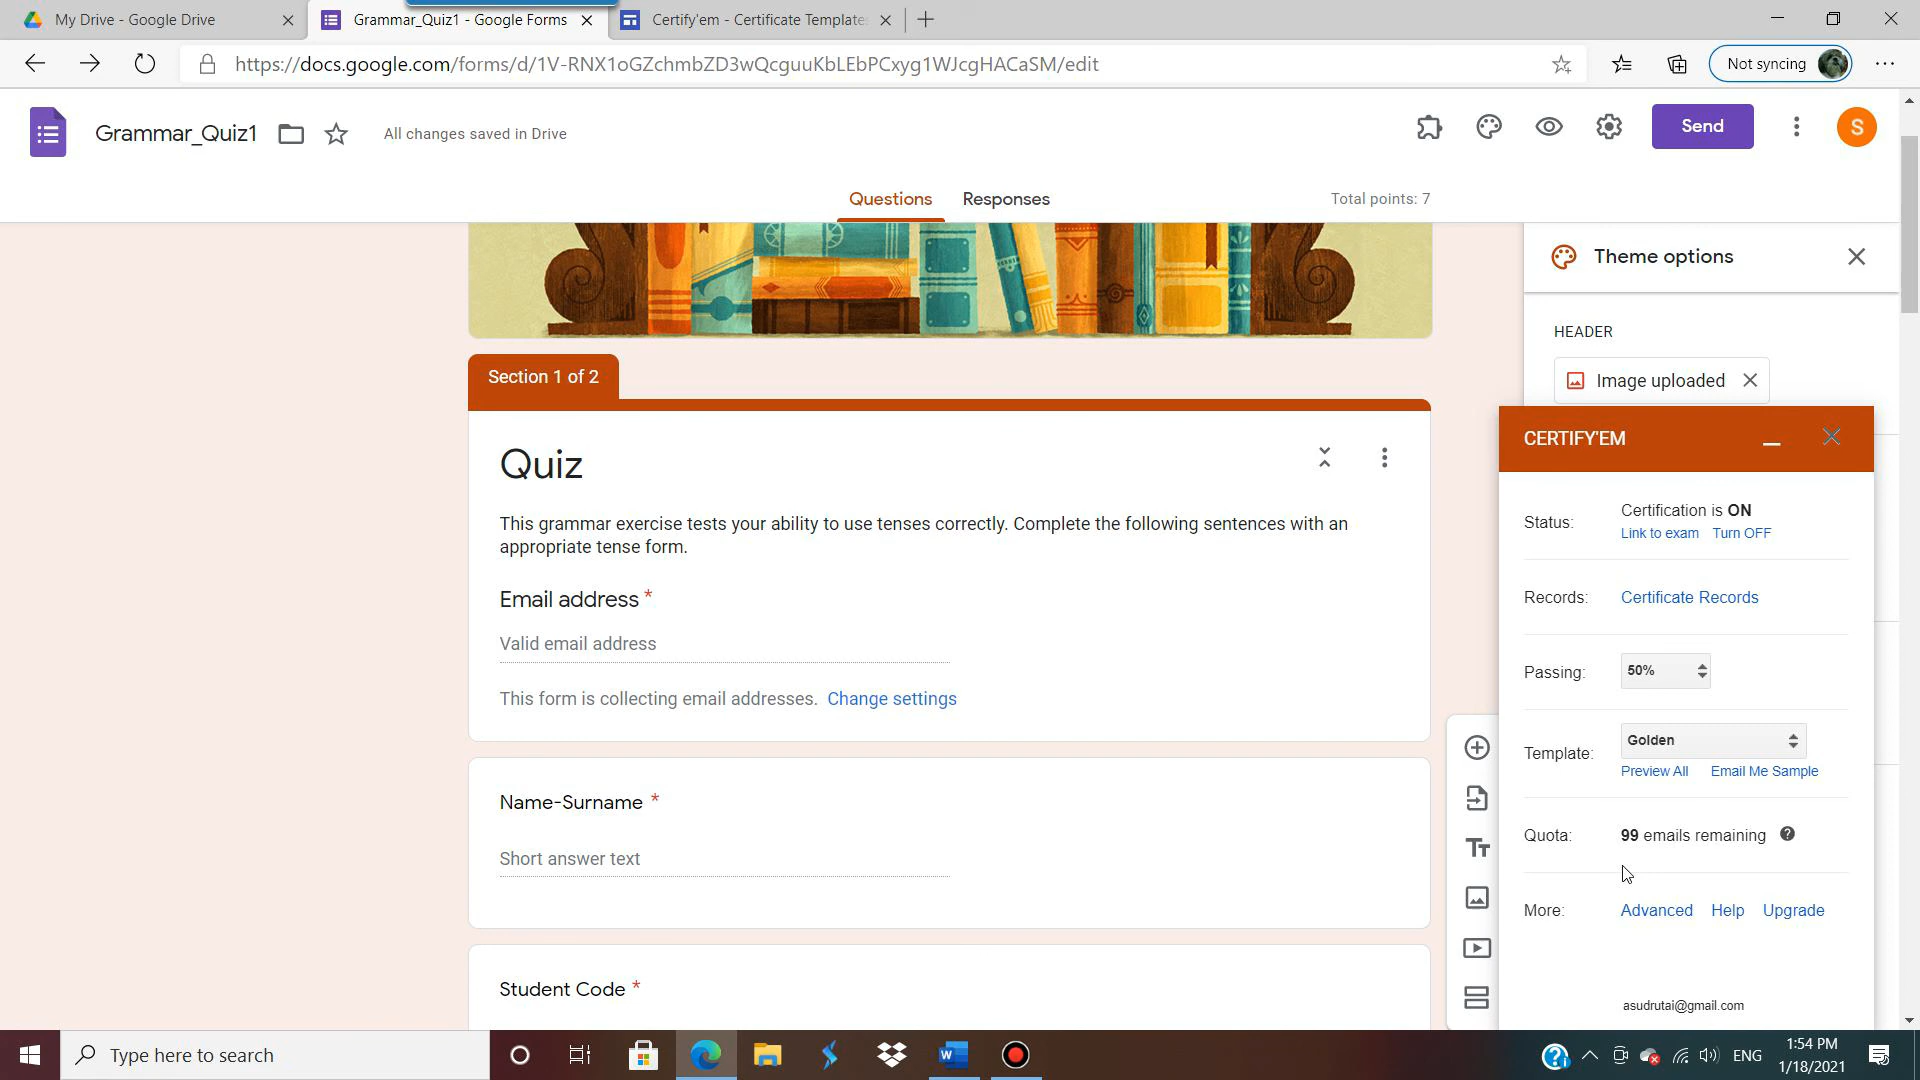 My Drive - Google Drive
Grammar_Quiz1 - Google Forms
Certify'em - Certificate Template
https://docs.google.com/forms/d/1V-RNX1oGZchmbZD3wQcguuKbLEbPCxyg1WJcgHACaSM/edit
Not syncing
Grammar_Quiz1
All changes saved in Drive
Send
S
Questions
Responses
Total points: 7
Theme options
HEADER
Image uploaded
Section 1 of 2
Quiz
This grammar exercise tests your ability to use tenses correctly. Complete the following sentences with an
appropriate tense form.
Email address *
Valid email address
This form is collecting email addresses. Change settings
Name-Surname *
Short answer text
Student Code *
CERTIFY'EM
Status:
Certification is ON
Link to exam Turn OFF
Records: Certificate Records
Passing: 50%
Template: Golden
Preview All Email Me Sample
Quota: 99 emails remaining
More: Advanced Help Upgrade
asudrutai@gmail.com
Type here to search
ENG
1:54 PM
1/18/2021